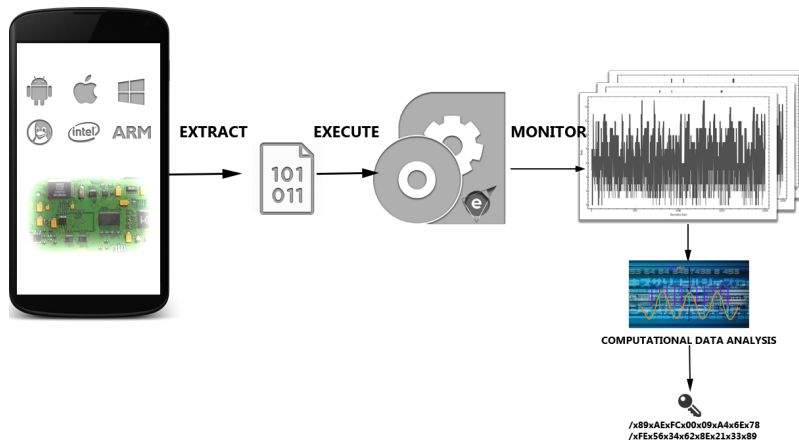 intel
ARM
EXTRACT
101
011
EXECUTE
e
MONITOR
COMPUTATIONAL DATA ANALYSIS
/x89xAExFCx00x09xA4x6Ex78
/xFEx56x34x62x8Ex21x33x89